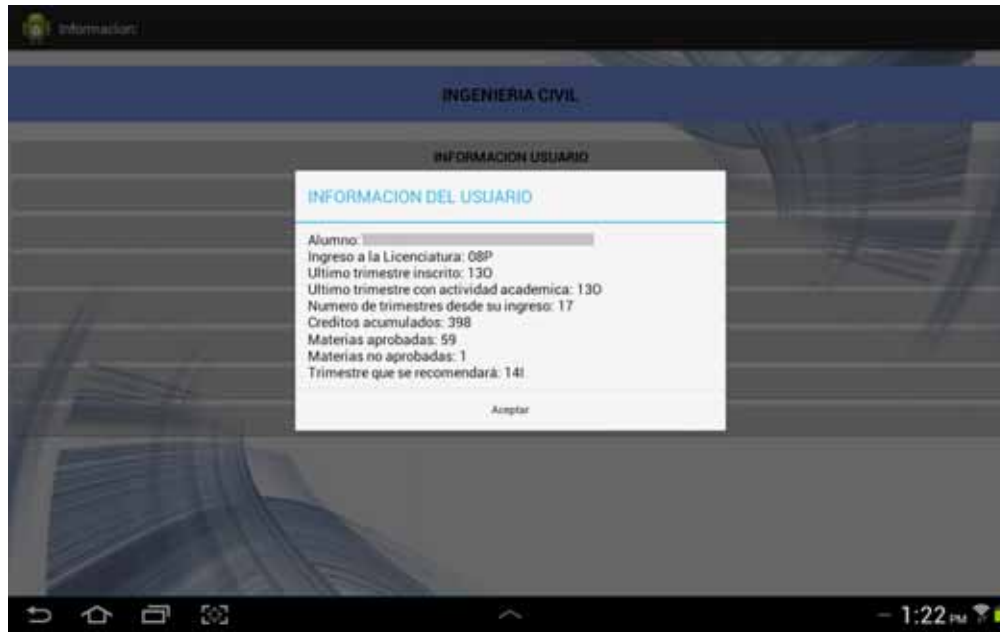 Informacion:
INGENIERIA CIVIL
INFORMACION USUARIO
INFORMACION DEL USUARIO
Alumno:
Ingreso a la Licenciatura: 08P
Ultimo trimestre inscrito: 13O
Ultimo trimestre con actividad academica: 13O
Numero de trimestres desde su ingreso: 17
Creditos acumulados: 398
Materias aprobadas: 59
Materias no aprobadas: 1
Trimestre que se recomendará: 14I
Aceptar
1:22 PM